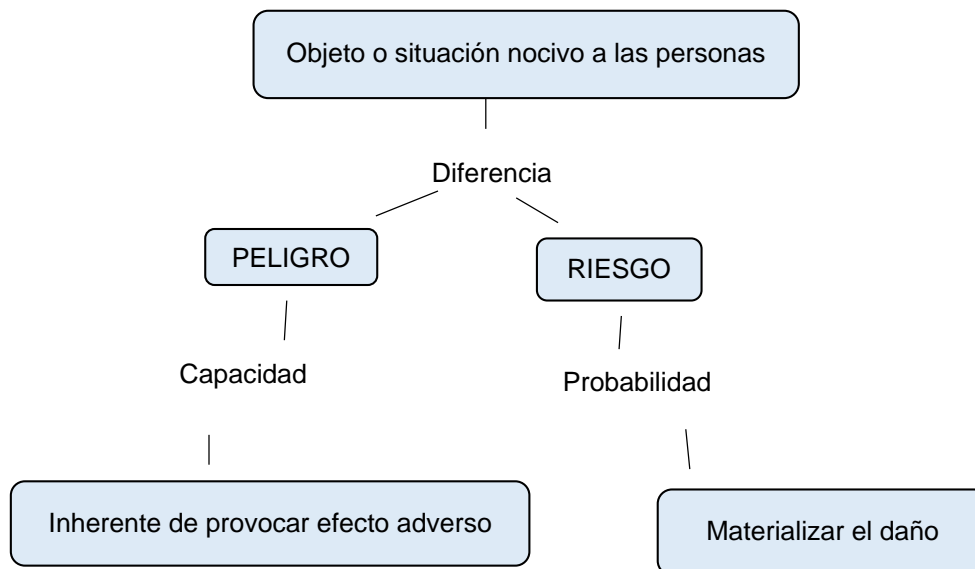 Objeto o situación nocivo a las personas
Diferencia
PELIGRO
RIESGO
Capacidad
Probabilidad
Inherente de provocar efecto adverso
Materializar el daño